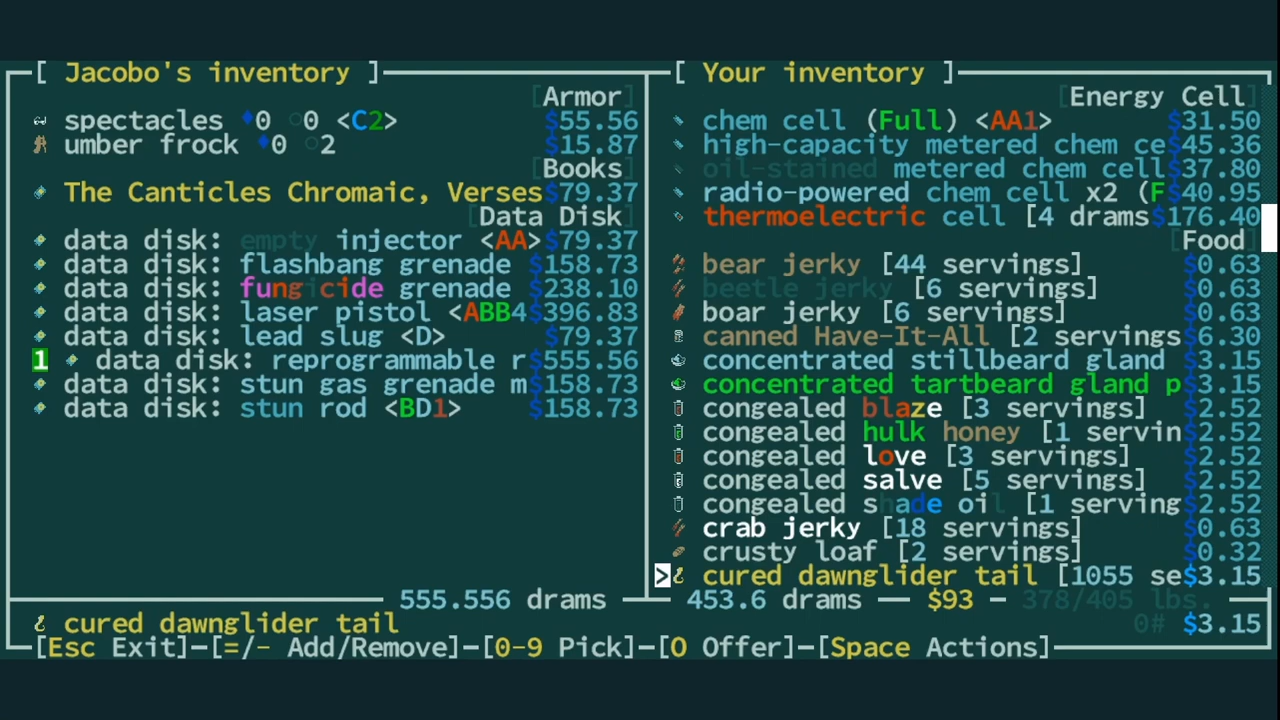 [ Jacobo's inventory ]
[Armor]
spectacles 0 0 <C2> $55.56
umber frock 0 2 $15.87
[Books]
The Canticles Chromaic, Verses $79.37
[Data Disk]
data disk: empty injector <AA> $79.37
data disk: flashbang grenade $158.73
data disk: fungicide grenade $238.10
data disk: laser pistol <ABB4 $396.83
data disk: lead slug <D> $79.37
1 data disk: reprogrammable r $555.56
data disk: stun gas grenade m $158.73
data disk: stun rod <BD1> $158.73
555.556 drams
[ Your inventory ]
[Energy Cell]
chem cell (Full) <AA1> $31.50
high-capacity metered chem ce $45.36
oil-stained metered chem cell $37.80
radio-powered chem cell x2 (F $40.95
thermoelectric cell [4 drams $176.40
[Food]
bear jerky [44 servings] $0.63
beetle jerky [6 servings] $0.63
boar jerky [6 servings] $0.63
canned Have-It-All [2 servings $6.30
concentrated stillbeard gland $3.15
concentrated tartbeard gland p $3.15
congealed blaze [3 servings] $2.52
congealed hulk honey [1 servin $2.52
congealed love [3 servings] $2.52
congealed salve [5 servings] $2.52
congealed shade oil [1 serving $2.52
crab jerky [18 servings] $0.63
crusty loaf [2 servings] $0.32
> cured dawnglider tail [1055 se $3.15
453.6 drams — $93 — 378/405 lbs.
cured dawnglider tail 0# $3.15
[Esc Exit]—[=/- Add/Remove]—[0-9 Pick]—[O Offer]—[Space Actions]